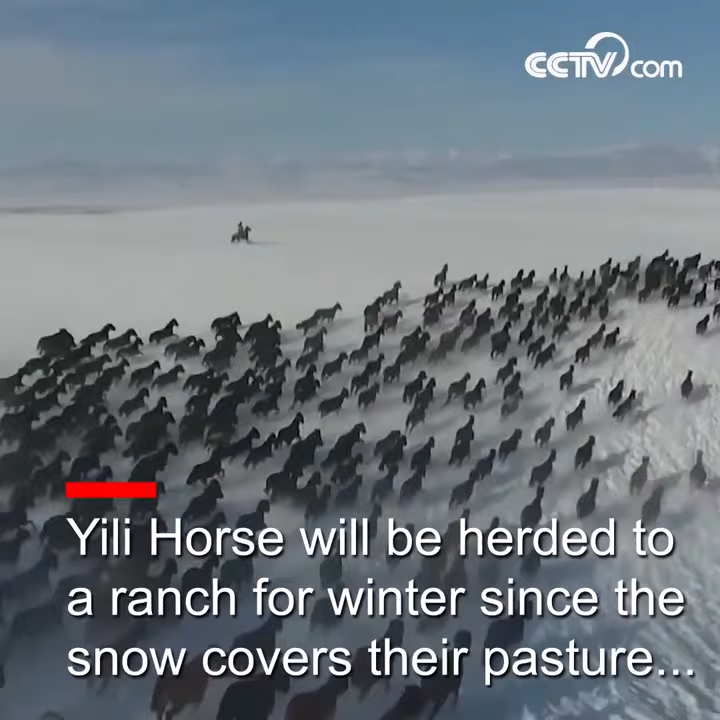 CCTV.com
Yili Horse will be herded to
a ranch for winter since the
snow covers their pasture...